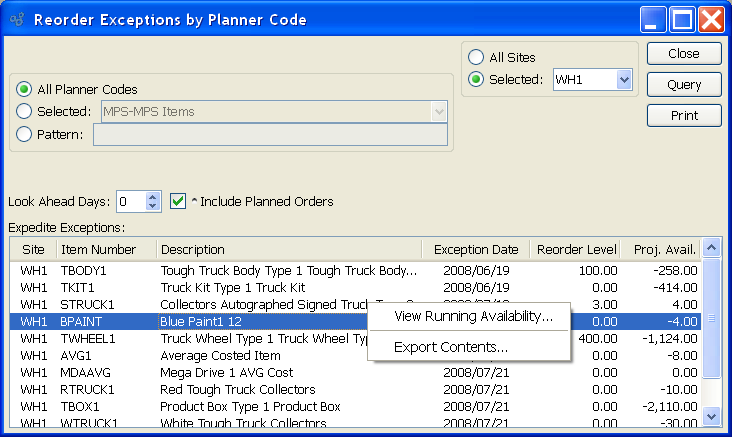 Reorder Exceptions by Planner Code
All Sites
Selected: WH1
Close
Query
Print
All Planner Codes
Selected: MPS-MPS Items
Pattern:
Look Ahead Days: 0 ^ Include Planned Orders
Expedite Exceptions:
Site Item Number Description Exception Date Reorder Level Proj. Avail.
WH1 TBODY1 Tough Truck Body Type 1 Tough Truck Body... 2008/06/19 100.00 -258.00
WH1 TKIT1 Truck Kit Type 1 Truck Kit 2008/06/19 0.00 -414.00
WH1 STRUCK1 Collectors Autographed Signed Truck 3.00 4.00
WH1 BPAINT Blue Paint1 12 0.00 -4.00
WH1 TWHEEL1 Truck Wheel Type 1 Truck Wheel Typ 400.00 -1,124.00
WH1 AVG1 Average Costed Item 0.00 -8.00
WH1 MDAAVG Mega Drive 1 AVG Cost 2008/07/21 0.00 -5.00
WH1 RTRUCK1 Red Tough Truck Collectors 2008/07/21 0.00 -10.00
WH1 TBOX1 Product Box Type 1 Product Box 2008/07/21 0.00 -2,110.00
WH1 WTRUCK1 White Tough Truck Collectors 2008/07/21 0.00 -30.00
View Running Availability...
Export Contents...